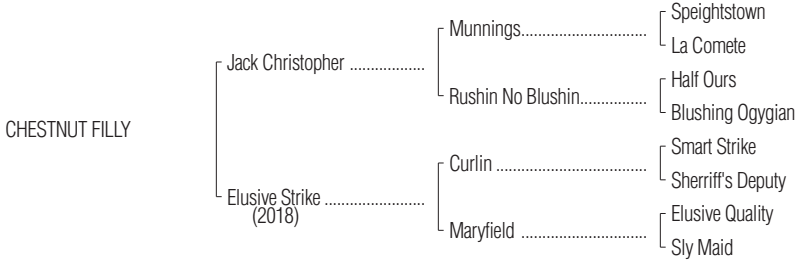 Speightstown
Munnings..............................
La Comete
Jack Christopher ..................
Half Ours
Rushin No Blushin................
Blushing Ogygian
CHESTNUT FILLY
Smart Strike
Curlin ....................................
Sherriff's Deputy
Elusive Strike ........................
(2018)
Elusive Quality
Maryfield ..............................
Sly Maid